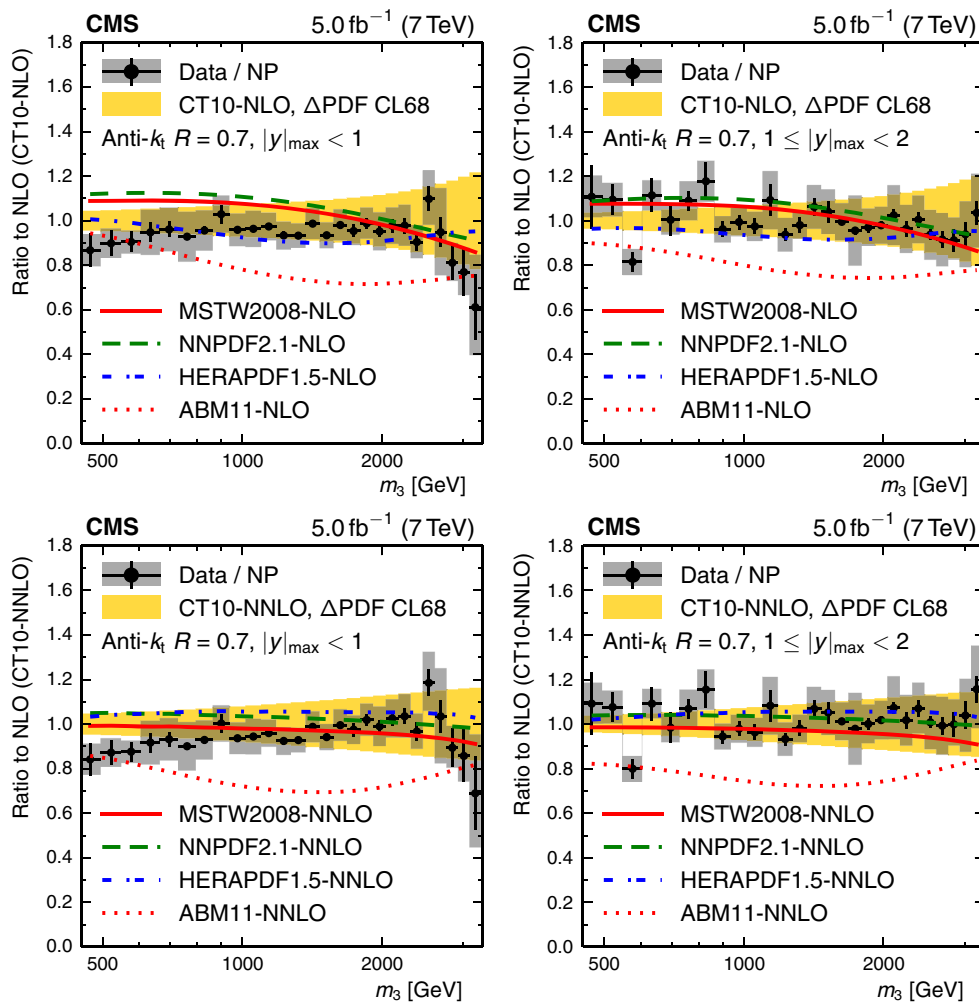 CMS 5.0 fb⁻¹ (7 TeV)
Ratio to NLO (CT10-NLO)
1.8
1.6
1.4
1.2
1.0
0.8
0.6
0.4
0.2
0.0
Data / NP
CT10-NLO, ΔPDF CL68
Anti-kt R = 0.7, |y|max < 1
MSTW2008-NLO
NNPDF2.1-NLO
HERAPDF1.5-NLO
ABM11-NLO
500 1000 2000
m3 [GeV]
CMS 5.0 fb⁻¹ (7 TeV)
Ratio to NLO (CT10-NLO)
1.8
1.6
1.4
1.2
1.0
0.8
0.6
0.4
0.2
0.0
Data / NP
CT10-NLO, ΔPDF CL68
Anti-kt R = 0.7, 1 ≤ |y|max < 2
MSTW2008-NLO
NNPDF2.1-NLO
HERAPDF1.5-NLO
ABM11-NLO
500 1000 2000
m3 [GeV]
CMS 5.0 fb⁻¹ (7 TeV)
Ratio to NLO (CT10-NNLO)
1.8
1.6
1.4
1.2
1.0
0.8
0.6
0.4
0.2
0.0
Data / NP
CT10-NNLO, ΔPDF CL68
Anti-kt R = 0.7, |y|max < 1
MSTW2008-NNLO
NNPDF2.1-NNLO
HERAPDF1.5-NNLO
ABM11-NNLO
500 1000 2000
m3 [GeV]
CMS 5.0 fb⁻¹ (7 TeV)
Ratio to NLO (CT10-NNLO)
1.8
1.6
1.4
1.2
1.0
0.8
0.6
0.4
0.2
0.0
Data / NP
CT10-NNLO, ΔPDF CL68
Anti-kt R = 0.7, 1 ≤ |y|max < 2
MSTW2008-NNLO
NNPDF2.1-NNLO
HERAPDF1.5-NNLO
ABM11-NNLO
500 1000 2000
m3 [GeV]